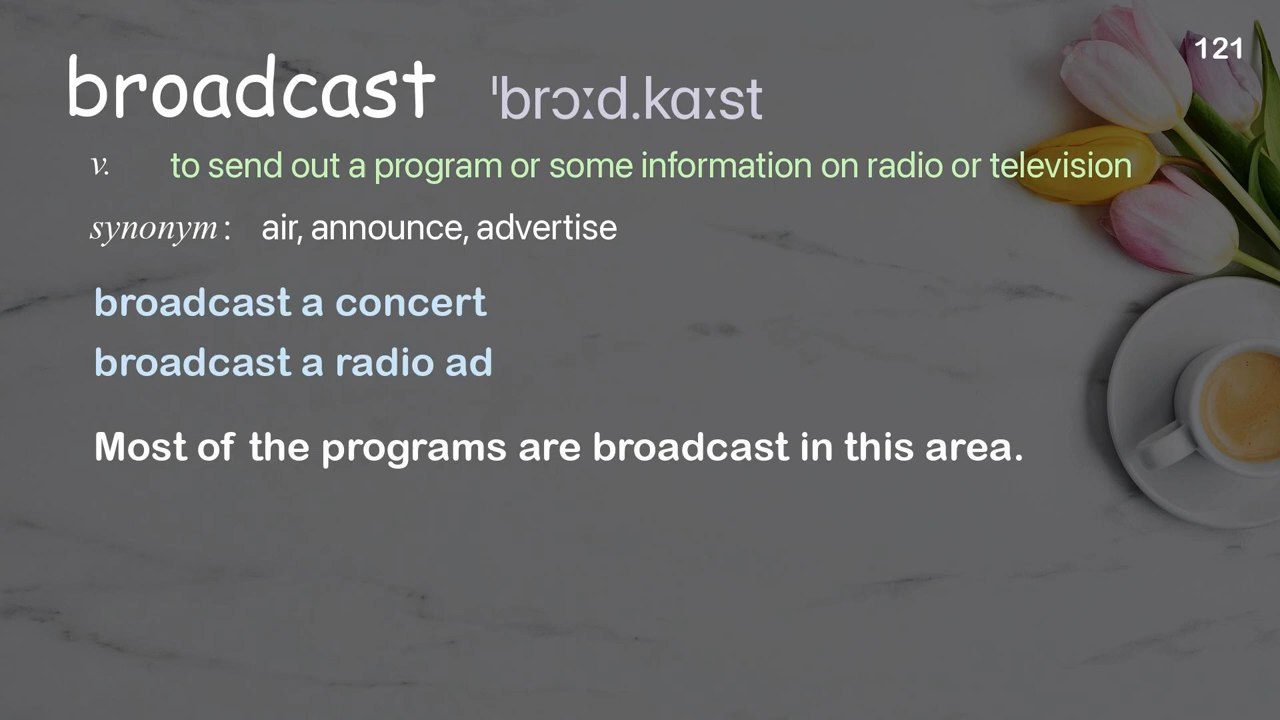 121
broadcast ˈbrɔːd.kɑːst
v. to send out a program or some information on radio or television
synonym: air, announce, advertise
broadcast a concert
broadcast a radio ad
Most of the programs are broadcast in this area.